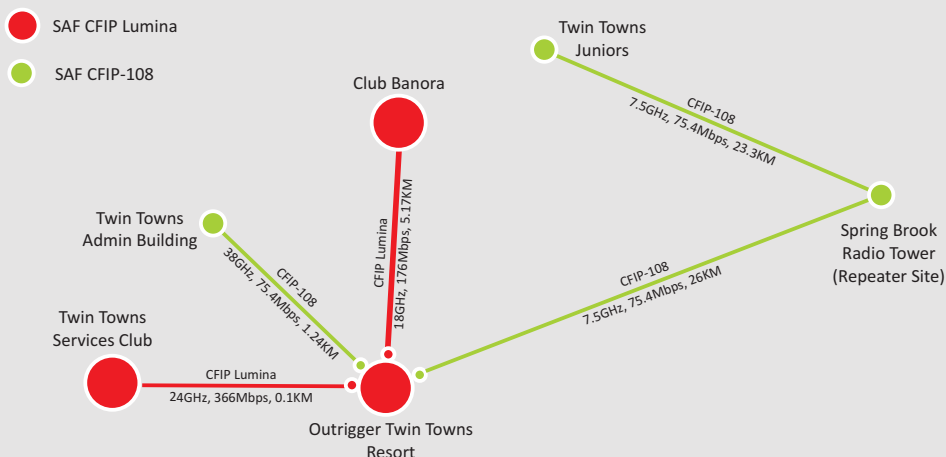 SAF CFIP Lumina
SAF CFIP-108
Twin Towns
Juniors
CFIP-108
7.5GHz, 75.4Mbps, 23.3KM
Club Banora
CFIP Lumina
18GHz, 176Mbps, 5.17KM
Twin Towns
Admin Building
CFIP-108
38GHz, 75.4Mbps, 1.24KM
Spring Brook
Radio Tower
(Repeater Site)
CFIP-108
7.5GHz, 75.4Mbps, 26KM
Twin Towns
Services Club
CFIP Lumina
24GHz, 366Mbps, 0.1KM
Outrigger Twin Towns
Resort